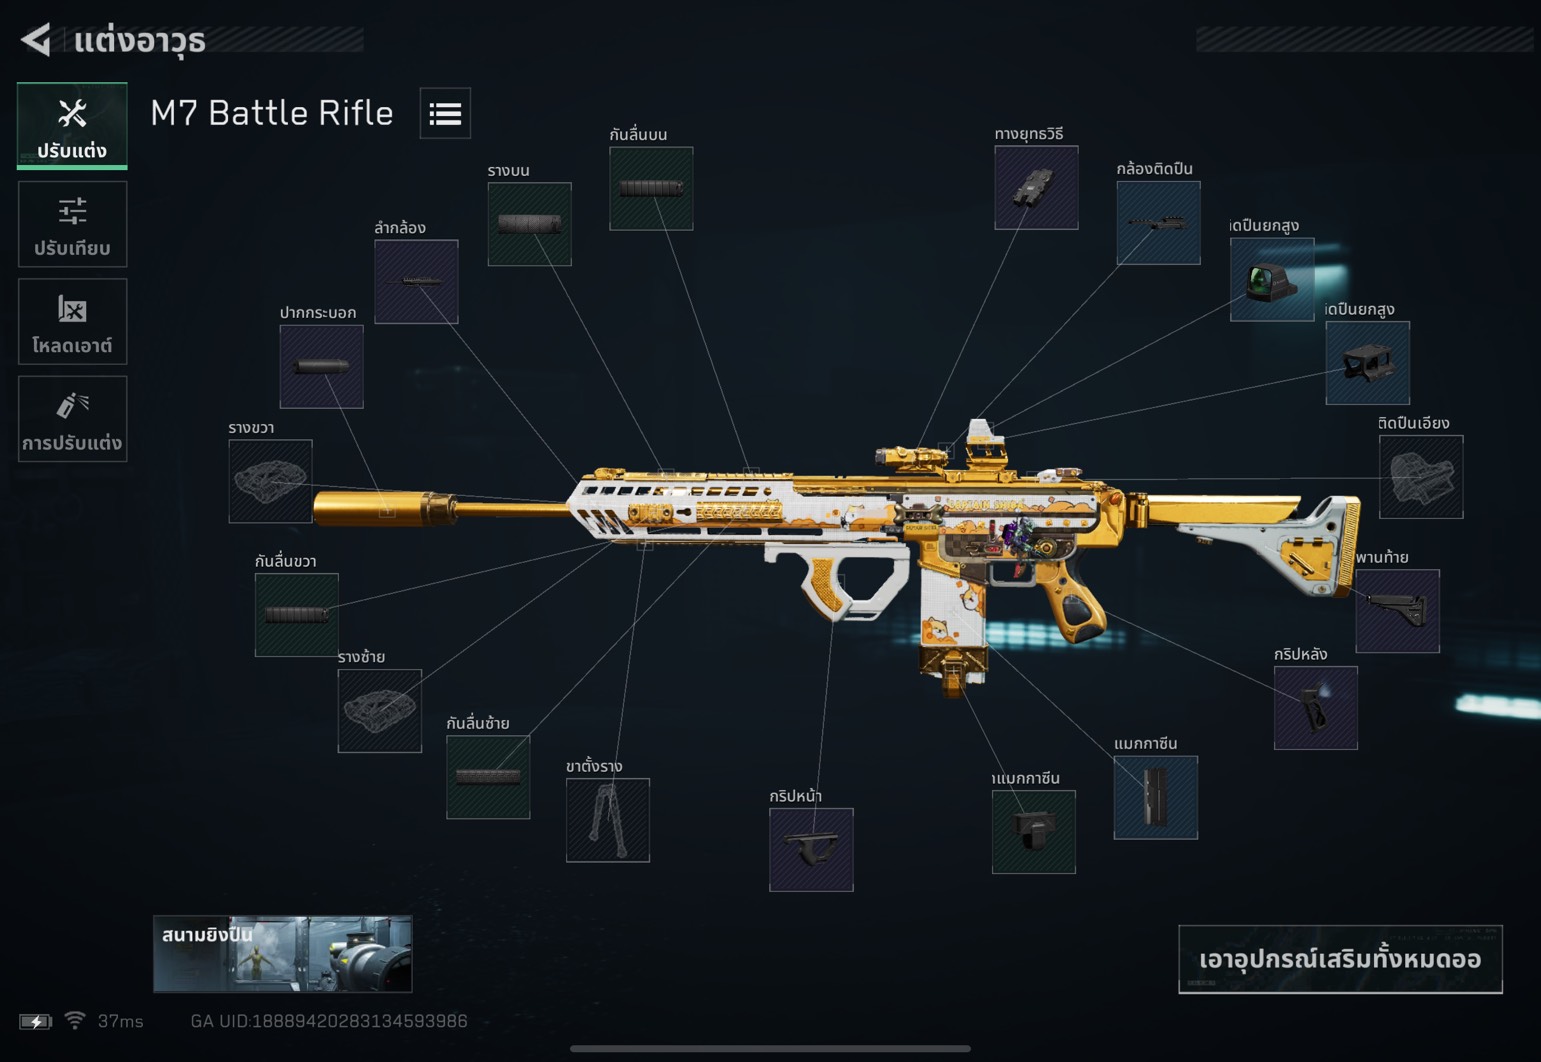 แต่งอาวุธ
M7 Battle Rifle
ปรับแต่ง
ปรับเทียบ
โหลดเอาต์
การปรับแต่ง
กันลื่นบน
ทางยุทธวิธี
รางบน
กล้องติดปืน
ลำกล้อง
ดปืนยกสูง
ปากกระบอก
ดปืนยกสูง
รางขวา
ติดปืนเอียง
กันลื่นขวา
พานท้าย
รางซ้าย
กริปหลัง
กันลื่นซ้าย
แมกกาซีน
ขาตั้งราง
แมกกาซีน
กริปหน้า
สนามยิงปืน
เอาอุปกรณ์เสริมทั้งหมดออ
37ms
GA UID:18889420283134593986